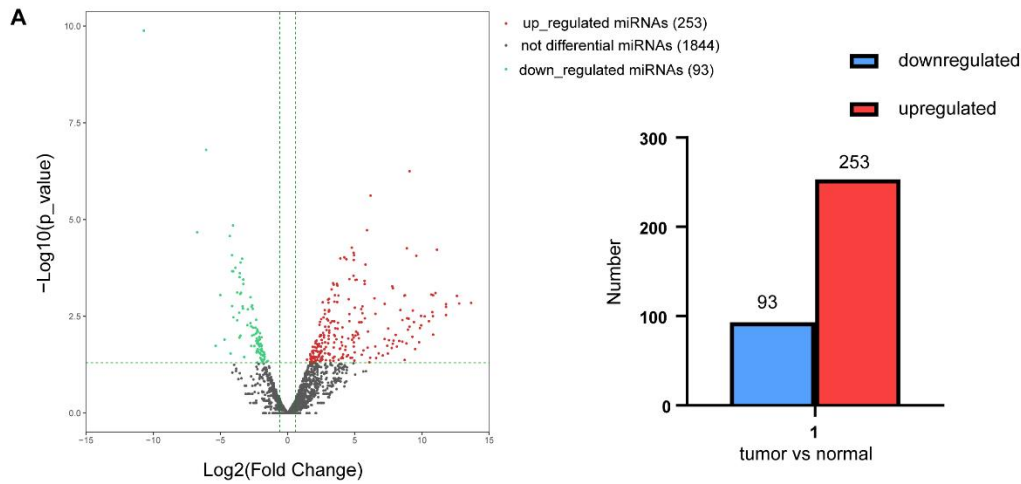 A
10.0
7.5
5.0
2.5
0.0
−Log10(p_value)
−15
−10
−5
0
5
10
15
Log2(Fold Change)
up_regulated miRNAs (253)
not differential miRNAs (1844)
down_regulated miRNAs (93)
downregulated
upregulated
300
200
100
0
Number
93
253
1
tumor vs normal